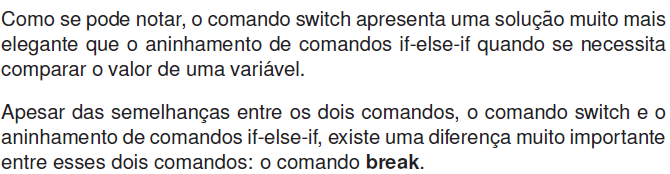 Como se pode notar, o comando switch apresenta uma solução muito mais
elegante que o aninhamento de comandos if-else-if quando se necessita
comparar o valor de uma variável.
Apesar das semelhanças entre os dois comandos, o comando switch e o
aninhamento de comandos if-else-if, existe uma diferença muito importante
entre esses dois comandos: o comando break.